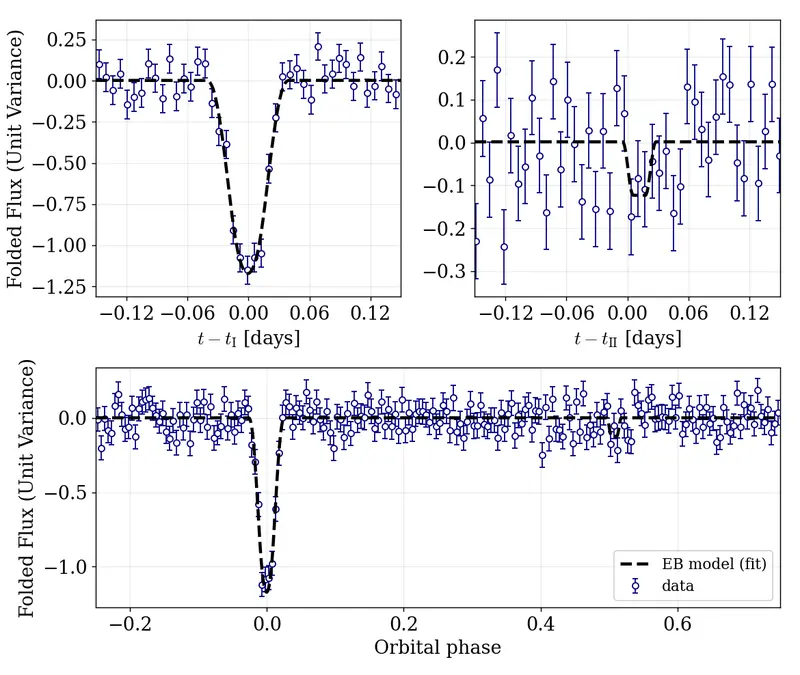 Folded Flux (Unit Variance)
0.25
0.00
−0.25
−0.50
−0.75
−1.00
−1.25
−0.12 −0.06 0.00 0.06 0.12
t − tI [days]
0.2
0.1
0.0
−0.1
−0.2
−0.3
−0.12 −0.06 0.00 0.06 0.12
t − tII [days]
Folded Flux (Unit Variance)
0.0
−0.5
−1.0
EB model (fit)
data
−0.2 0.0 0.2 0.4 0.6
Orbital phase